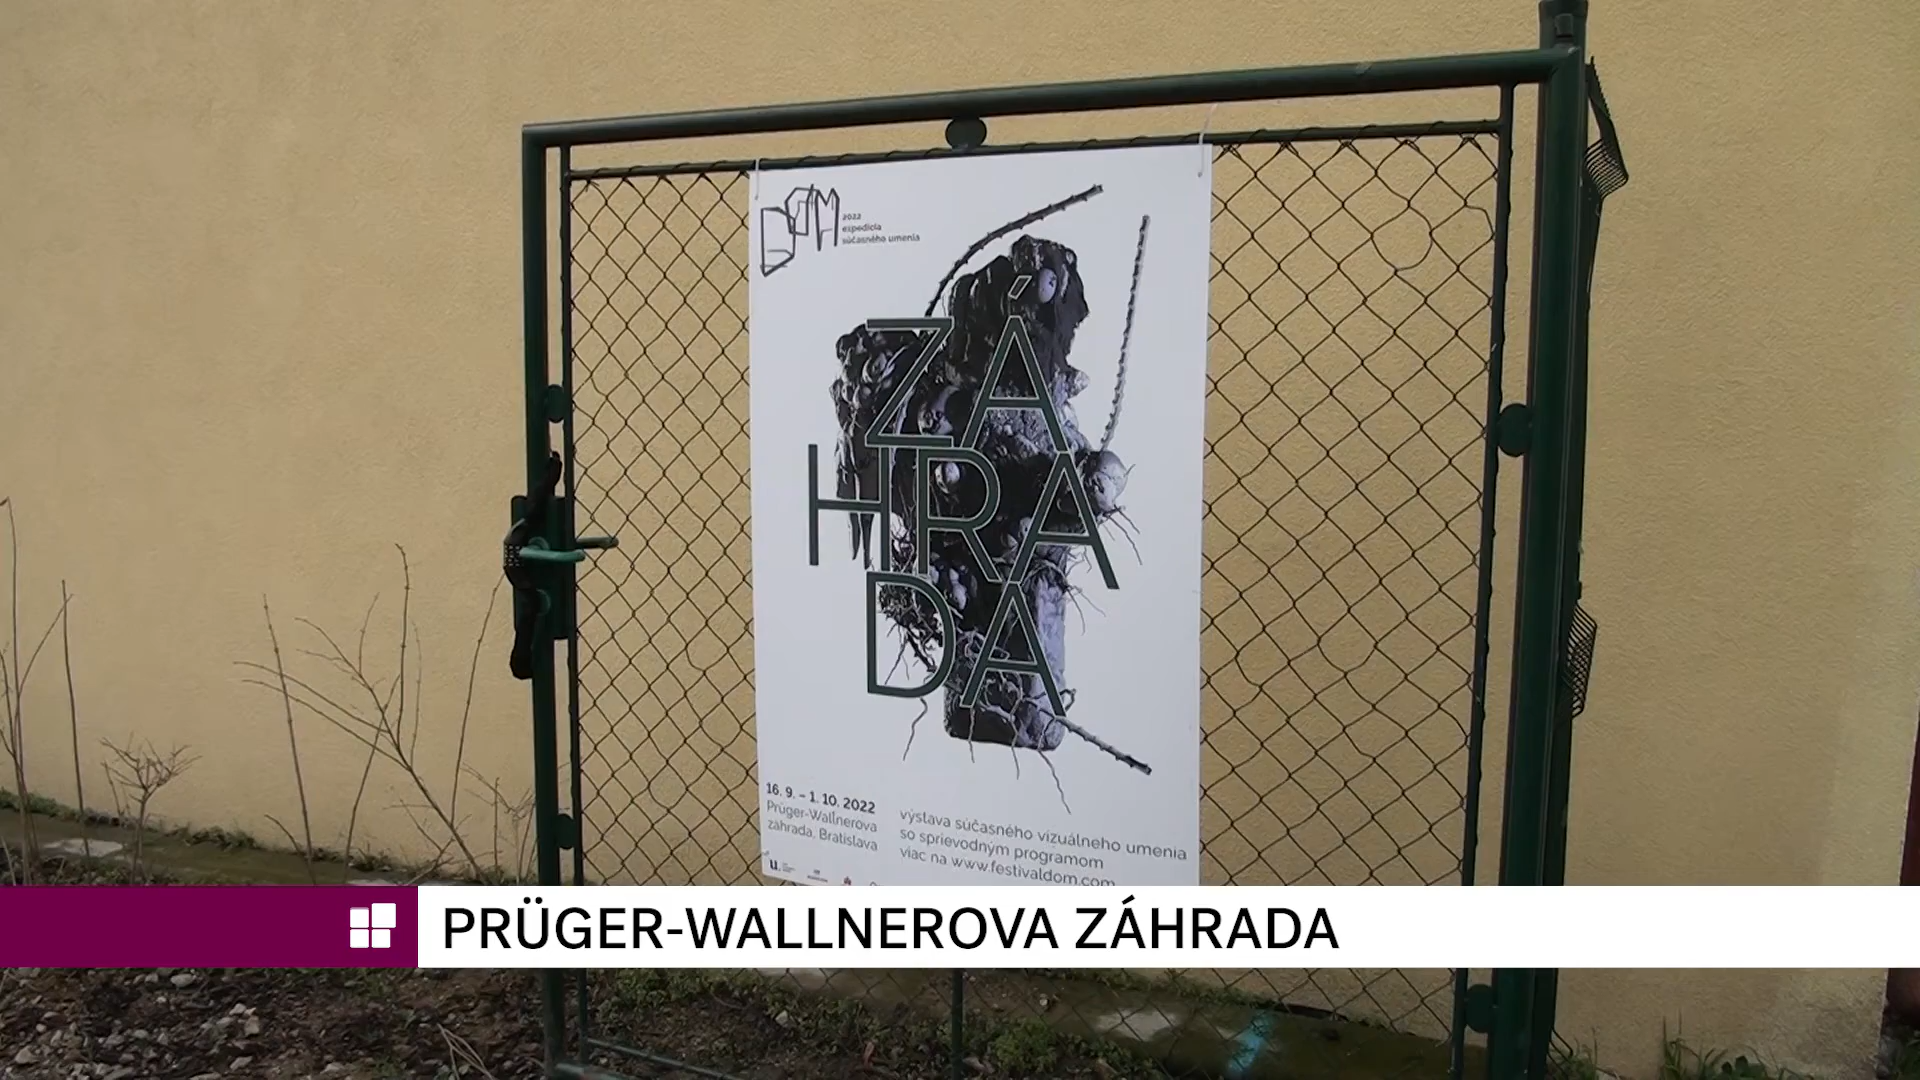 DOM
2022
expedícia
súčasného umenia
ZÁ
HRA
DA
16. 9. – 1. 10. 2022
Prüger-Wallnerova
záhrada, Bratislava
výstava súčasného vizuálneho umenia
so sprievodným programom
viac na www.festivaldom.com
u.
PRÜGER-WALLNEROVA ZÁHRADA